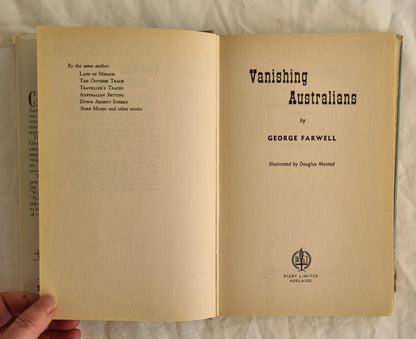 By the same author:
LAND OF MIRAGE
THE OUTSIDE TRACK
TRAVELLER'S TRACKS
AUSTRALIAN SETTING
DOWN ARGENT STREET
SURF MUSIC and other stories
Vanishing
Australians
by
GEORGE FARWELL
Illustrated by Douglas Maxted
RIGBY LIMITED
ADELAIDE